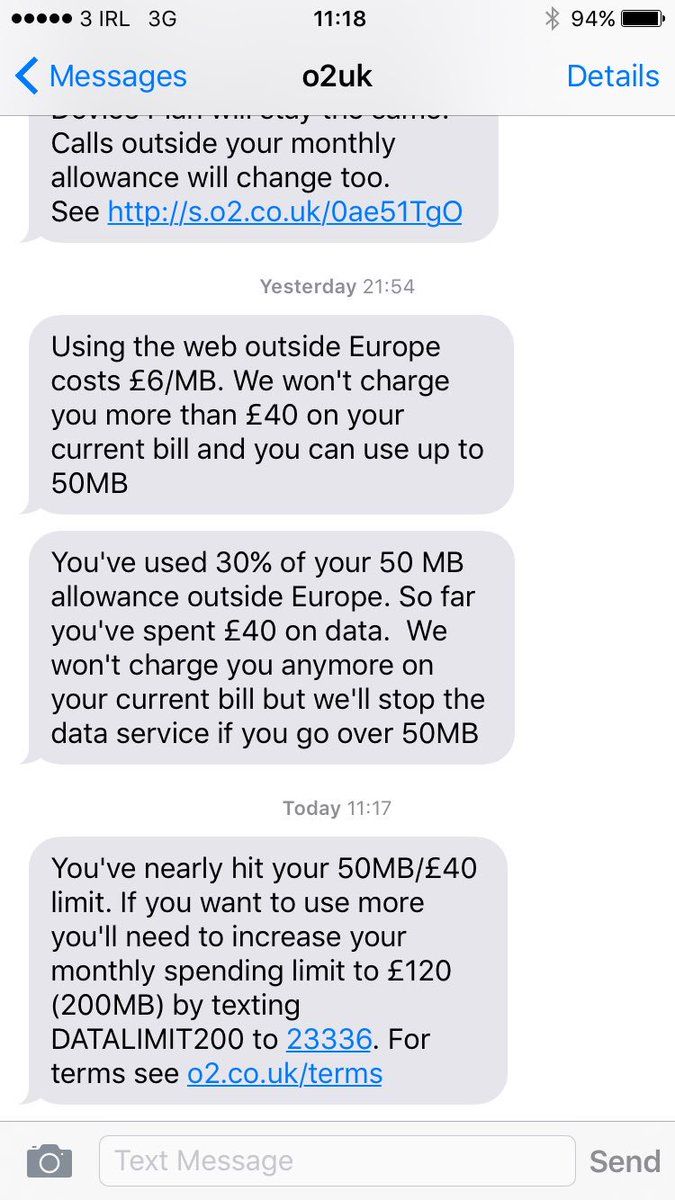 3 IRL 3G 11:18 94%
Messages o2uk Details
Device Plan will stay the same.
Calls outside your monthly
allowance will change too.
See http://s.o2.co.uk/0ae51TgO
Yesterday 21:54
Using the web outside Europe
costs £6/MB. We won't charge
you more than £40 on your
current bill and you can use up to
50MB
You've used 30% of your 50 MB
allowance outside Europe. So far
you've spent £40 on data.  We
won't charge you anymore on
your current bill but we'll stop the
data service if you go over 50MB
Today 11:17
You've nearly hit your 50MB/£40
limit. If you want to use more
you'll need to increase your
monthly spending limit to £120
(200MB) by texting
DATALIMIT200 to 23336. For
terms see o2.co.uk/terms
Text Message Send